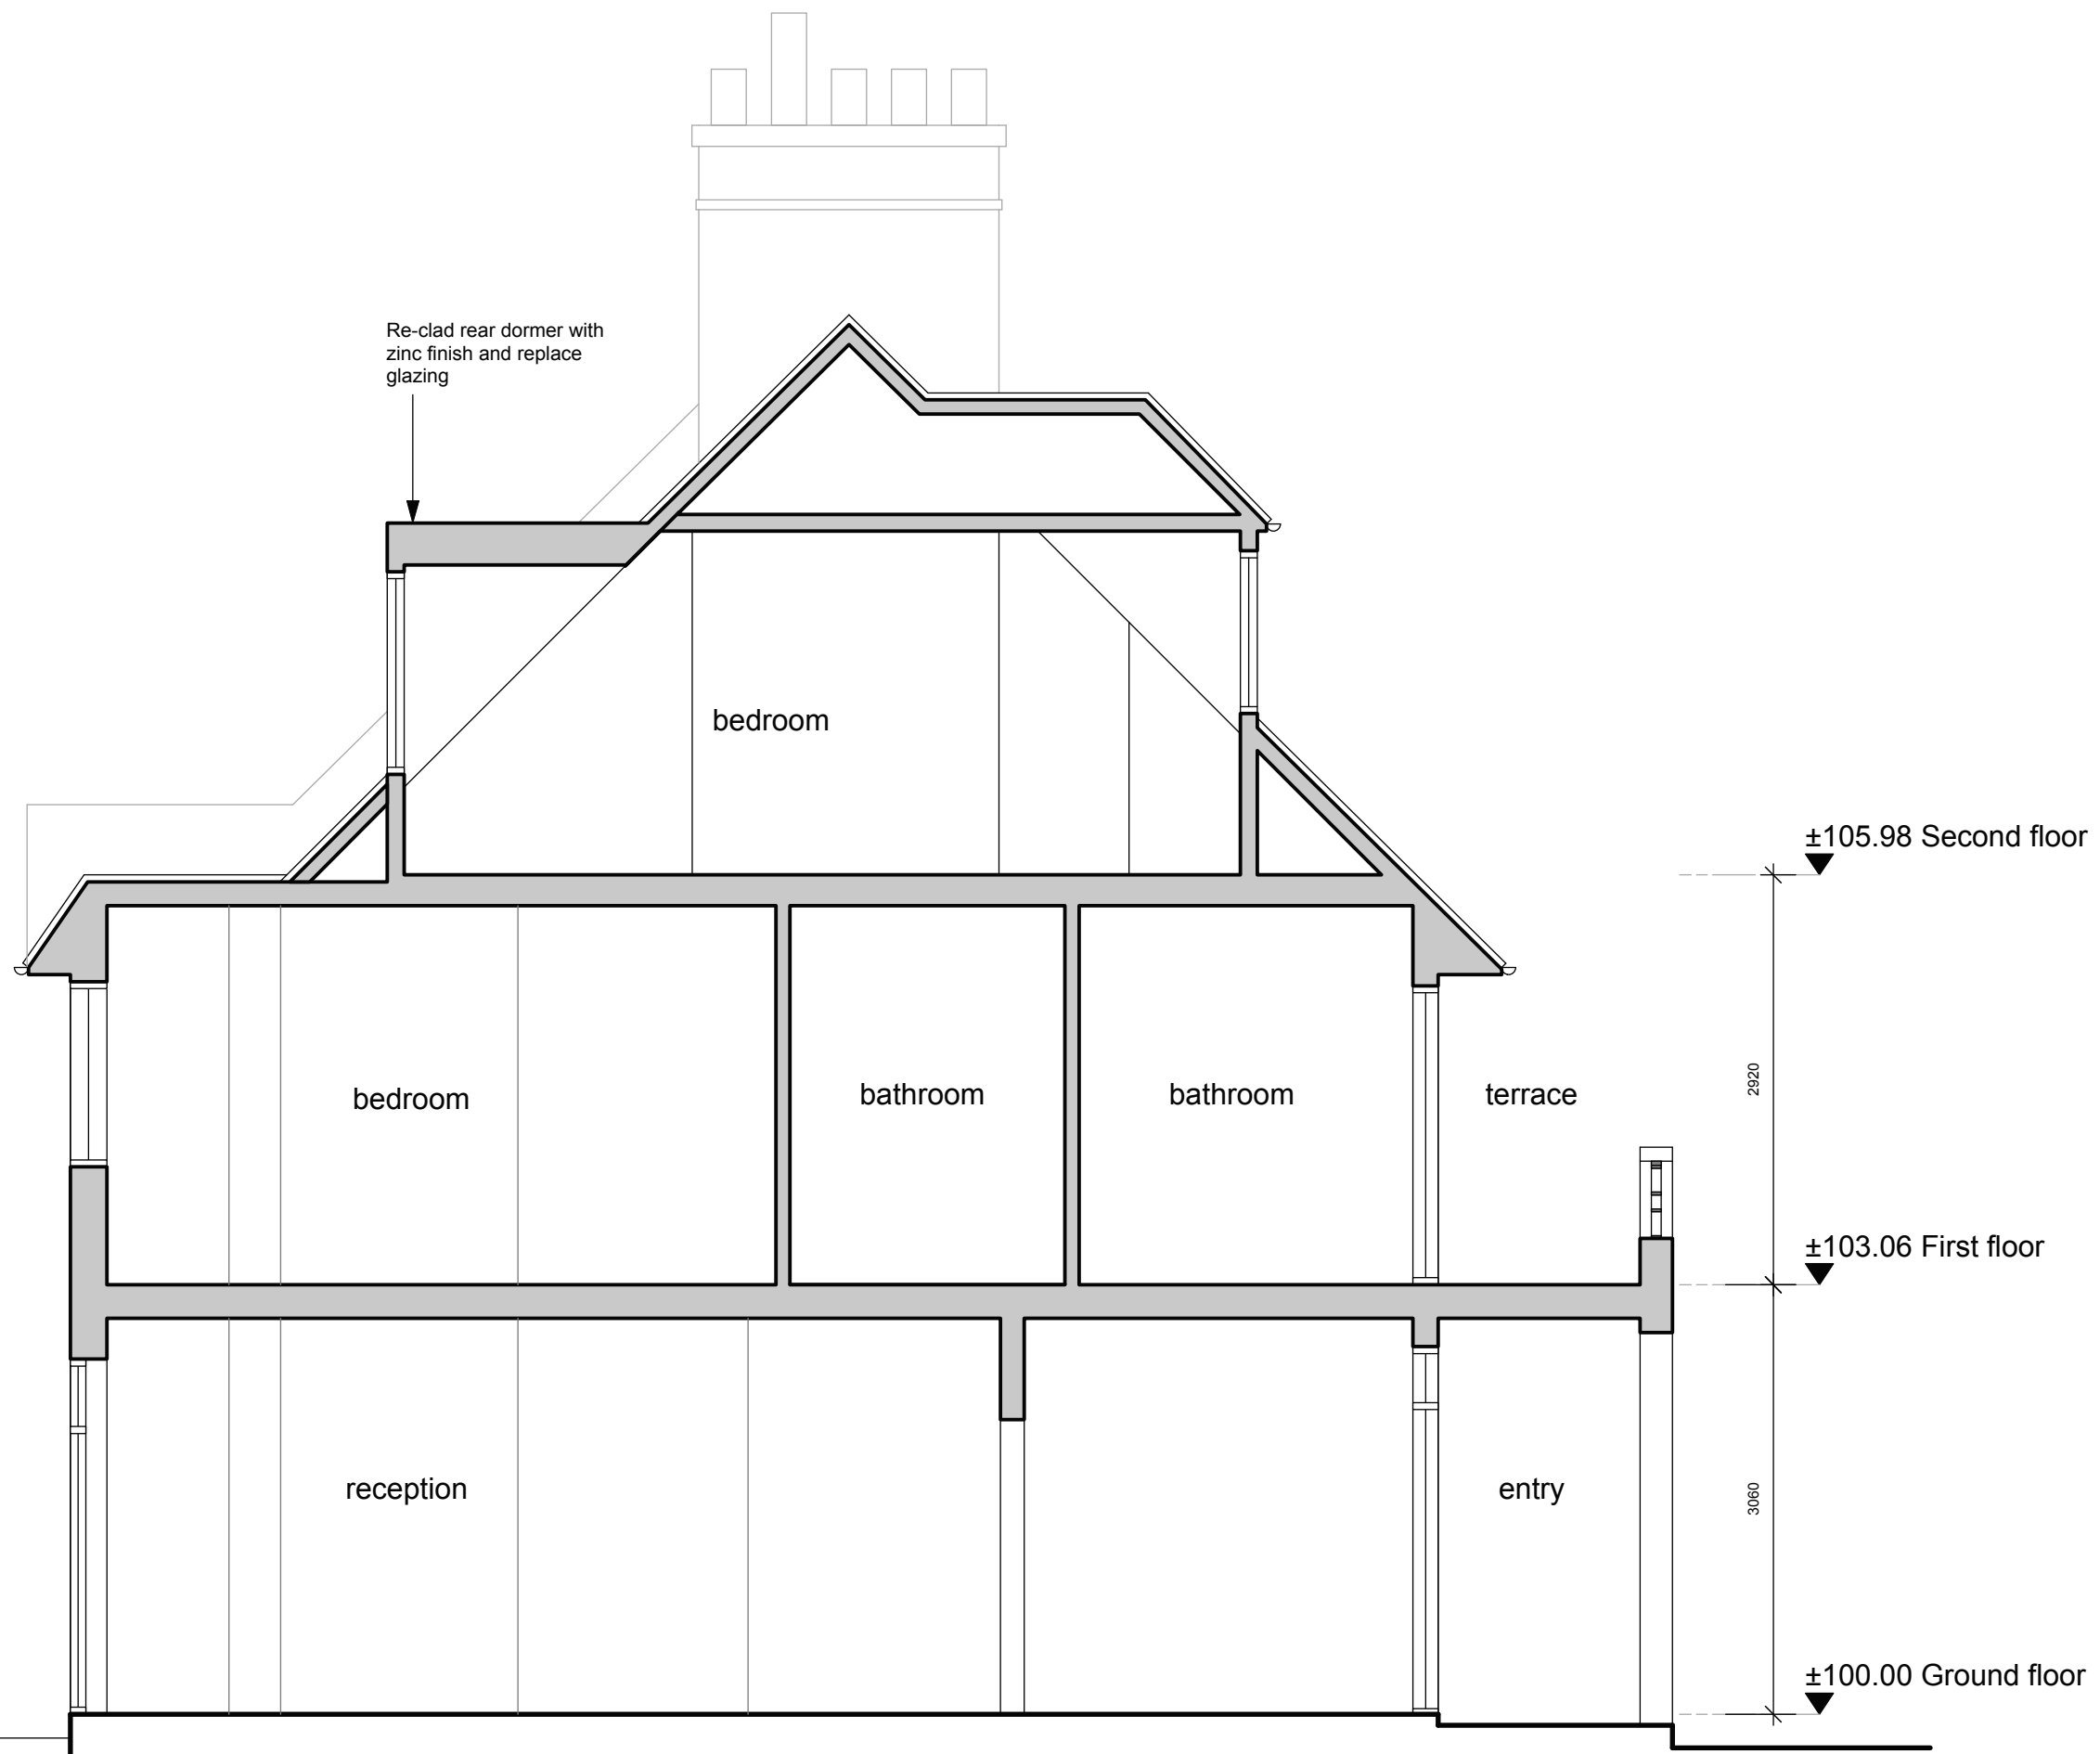 Re-clad rear dormer with
zinc finish and replace
glazing
bedroom
±105.98 Second floor
bedroom
bathroom
bathroom
terrace
2920
±103.06 First floor
reception
entry
3060
±100.00 Ground floor